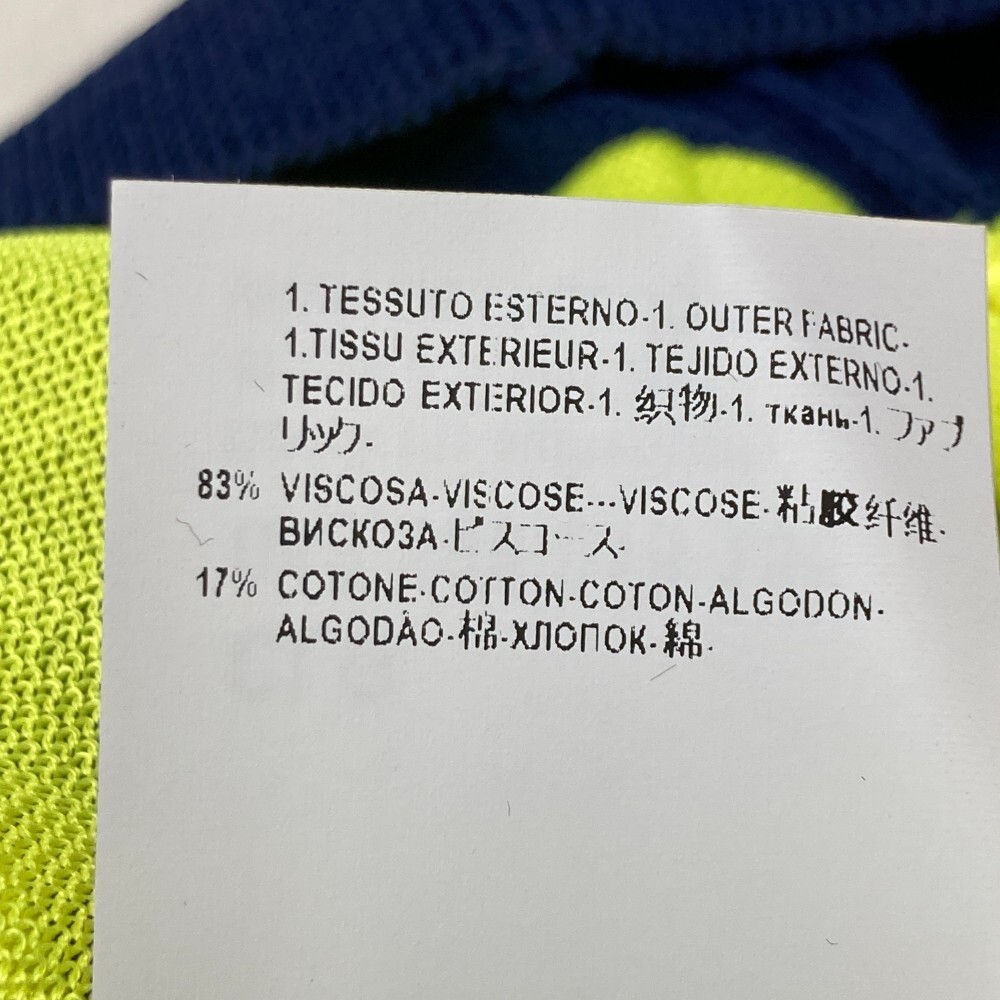 1. TESSUTO ESTERNO-1. OUTER FABRIC-
1.TISSU EXTERIEUR-1. TEJIDO EXTERNO-1.
TECIDO EXTERIOR-1. 织物-1. ткань-1. ファブ
リック-
83% VISCOSA-VISCOSE---VISCOSE-粘胶纤维-
ВИСКОЗА-ビスコース-
17% COTONE-COTTON-COTON-ALGODON-
ALGODÃO-棉-ХЛОПОК-綿-